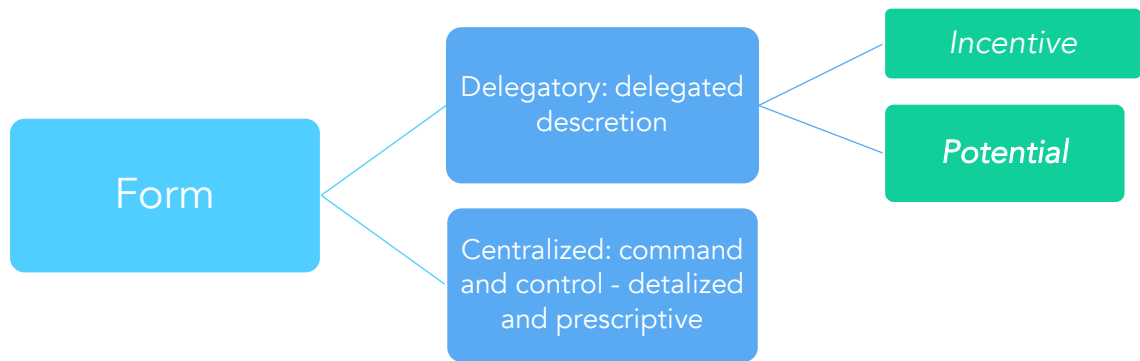 Form
Delegatory: delegated
descretion
Centralized: command
and control - detalized
and prescriptive
Incentive
Potential